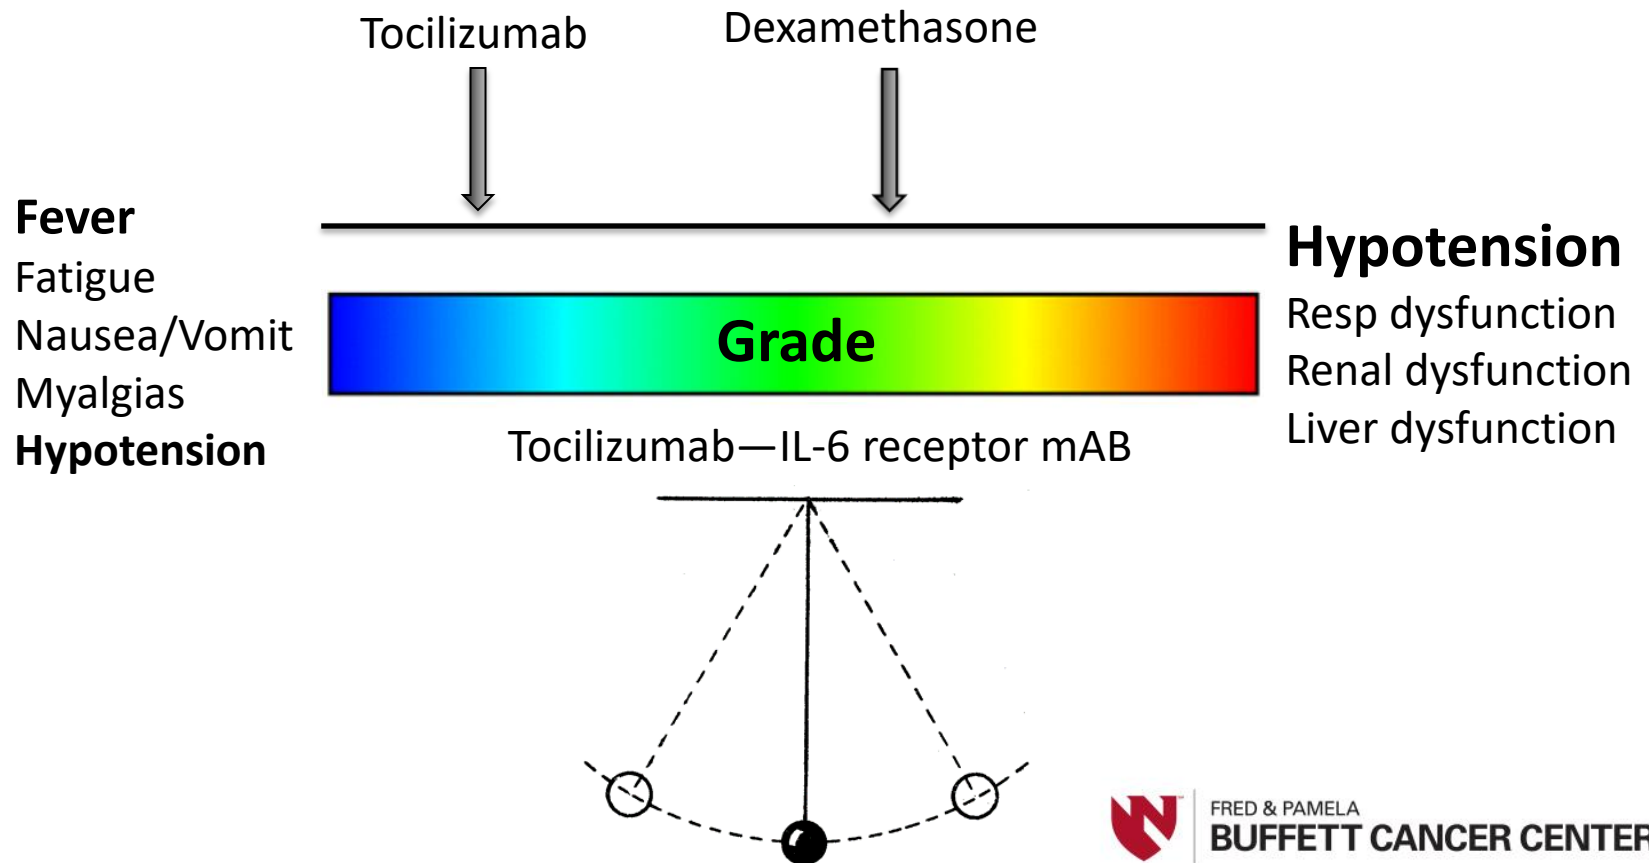 Tocilizumab
Dexamethasone
Fever
Fatigue
Nausea/Vomit
Myalgias
Hypotension
Grade
Hypotension
Resp dysfunction
Renal dysfunction
Liver dysfunction
Tocilizumab—IL-6 receptor mAB
FRED & PAMELA
BUFFETT CANCER CENTER